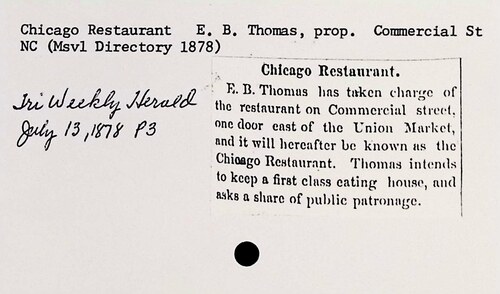 Chicago Restaurant   E. B. Thomas, prop.  Commercial St
NC (Msvl Directory 1878)
Tri Weekly Herald
July 13, 1878 P3
Chicago Restaurant.
E. B. Thomas has taken charge of
the restaurant on Commercial street,
one door east of the Union Market,
and it will hereafter be known as the
Chicago Restaurant. Thomas intends
to keep a first class eating house, and
asks a share of public patronage.